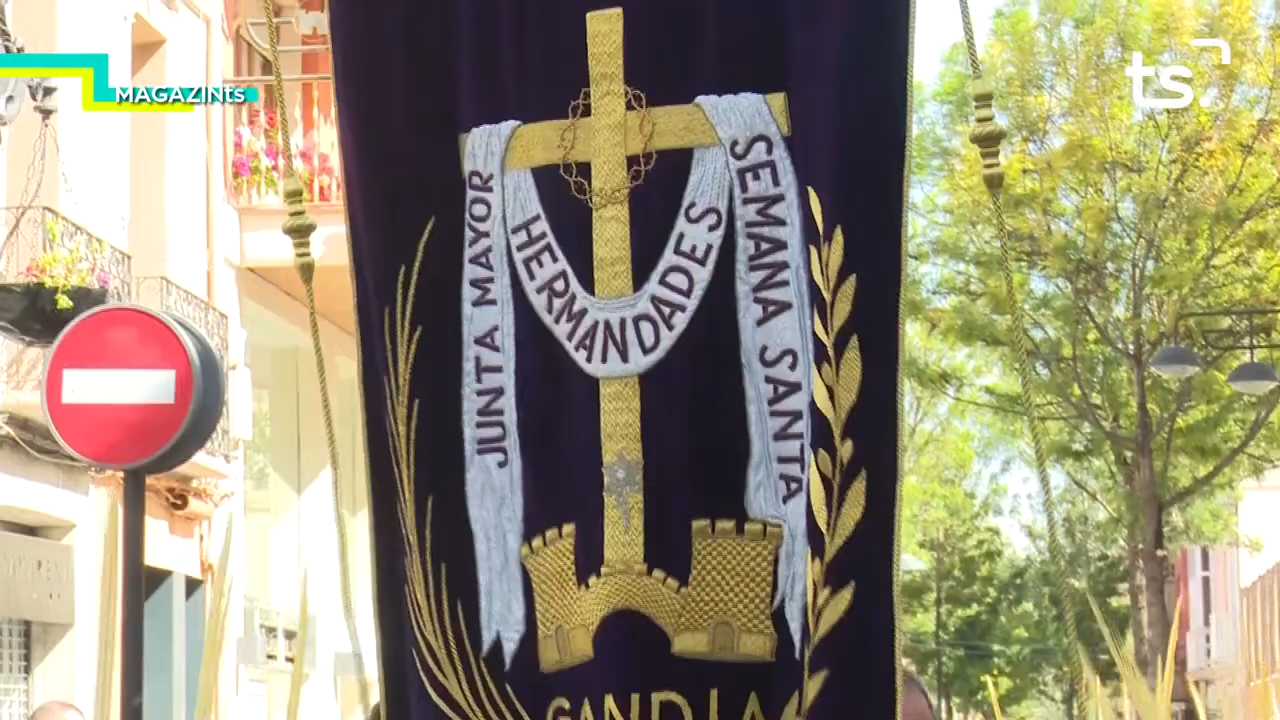 MAGAZINts
ts.
JUNTA MAYOR
HERMANDADES
SEMANA SANTA
GANDIA